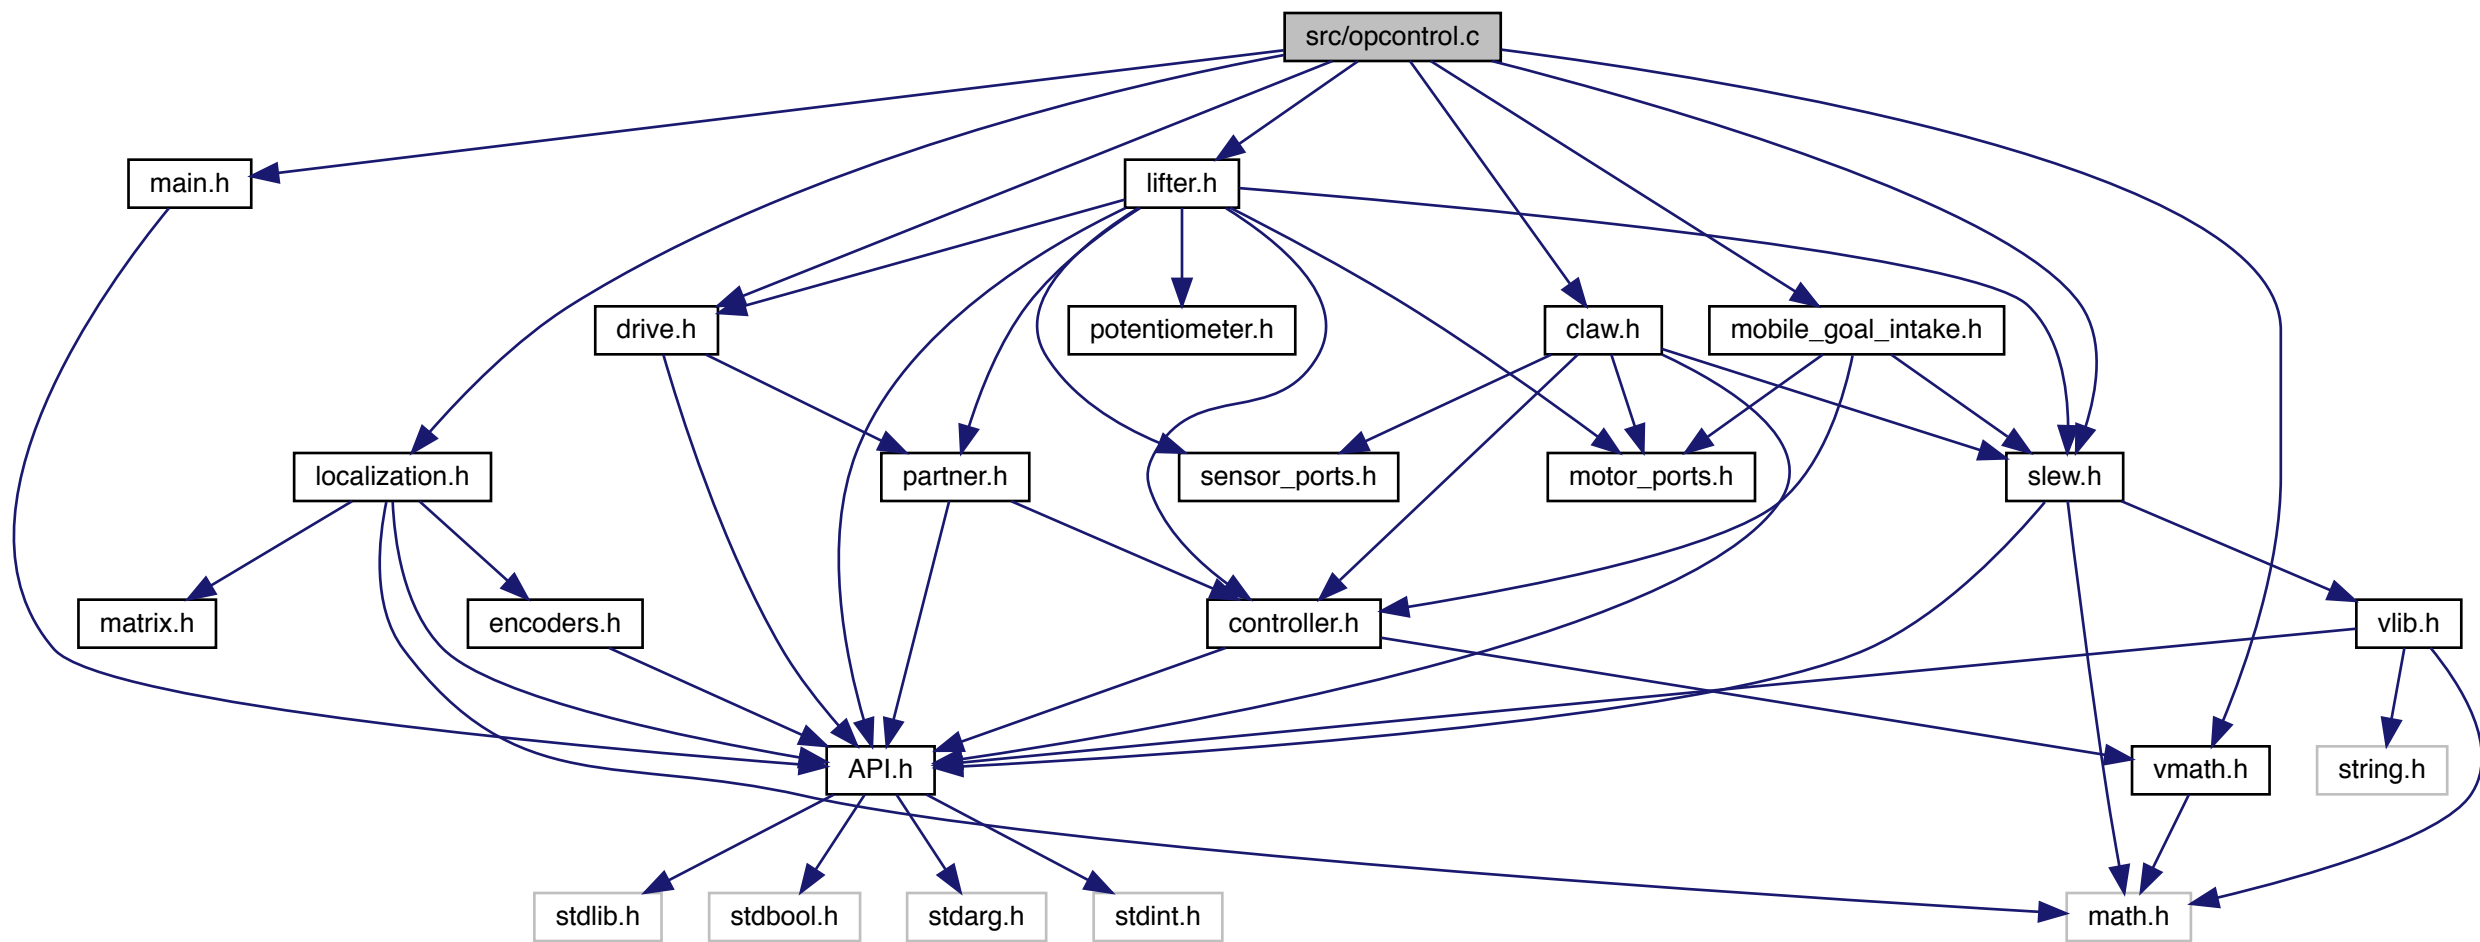 src/opcontrol.c
main.h
lifter.h
drive.h
potentiometer.h
claw.h
mobile_goal_intake.h
localization.h
partner.h
sensor_ports.h
motor_ports.h
slew.h
matrix.h
encoders.h
controller.h
vlib.h
API.h
vmath.h
string.h
stdlib.h
stdbool.h
stdarg.h
stdint.h
math.h